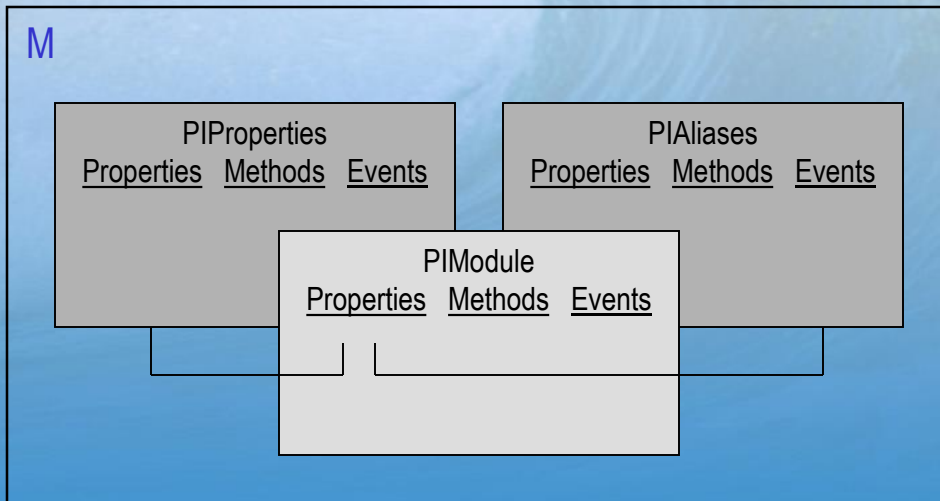 M
PIProperties
Properties Methods Events
PIAliases
Properties Methods Events
PIModule
Properties Methods Events